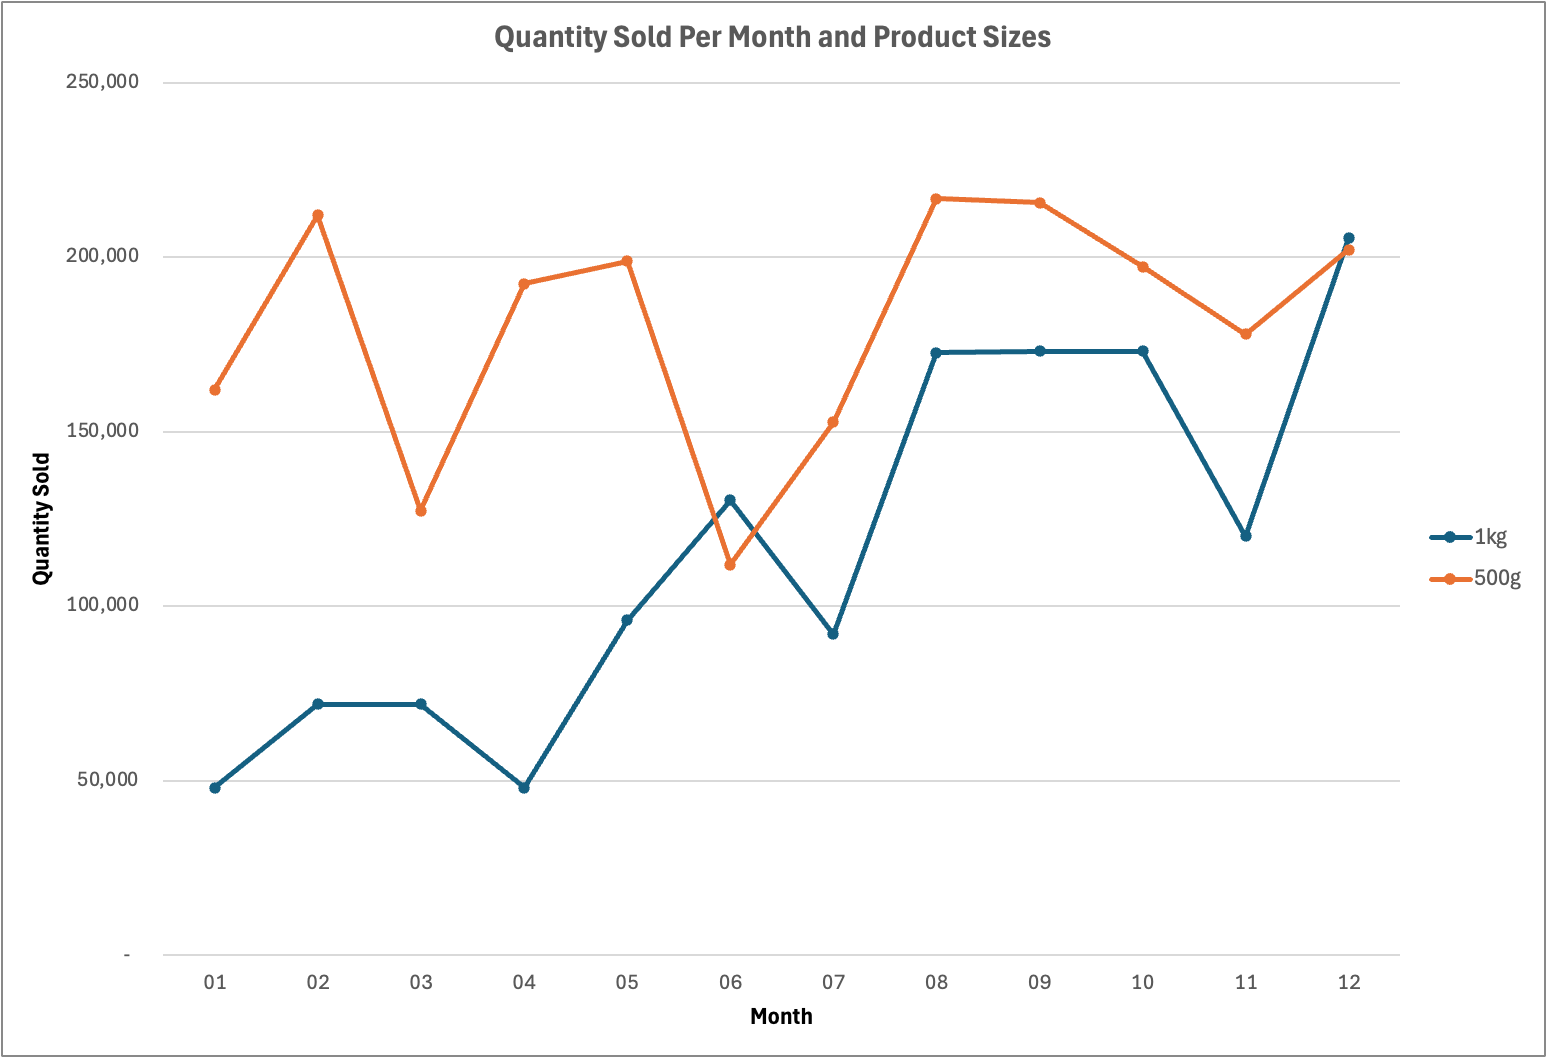 Quantity Sold Per Month and Product Sizes
250,000
200,000
150,000
100,000
50,000
-
Quantity Sold
01 02 03 04 05 06 07 08 09 10 11 12
Month
1kg
500g